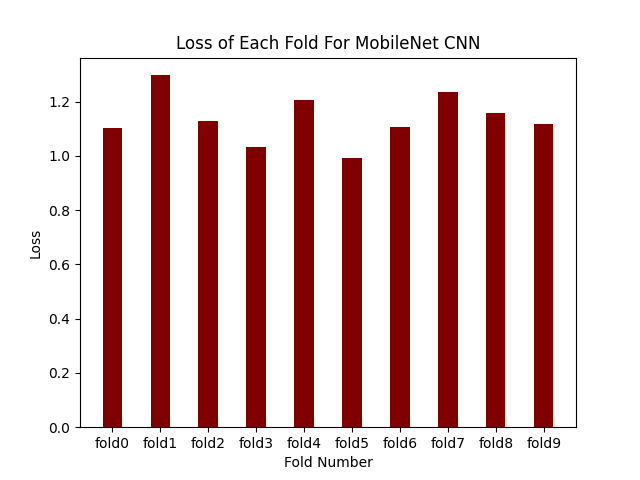 Loss of Each Fold For MobileNet CNN
Loss
1.2
1.0
0.8
0.6
0.4
0.2
0.0
fold0 fold1 fold2 fold3 fold4 fold5 fold6 fold7 fold8 fold9
Fold Number